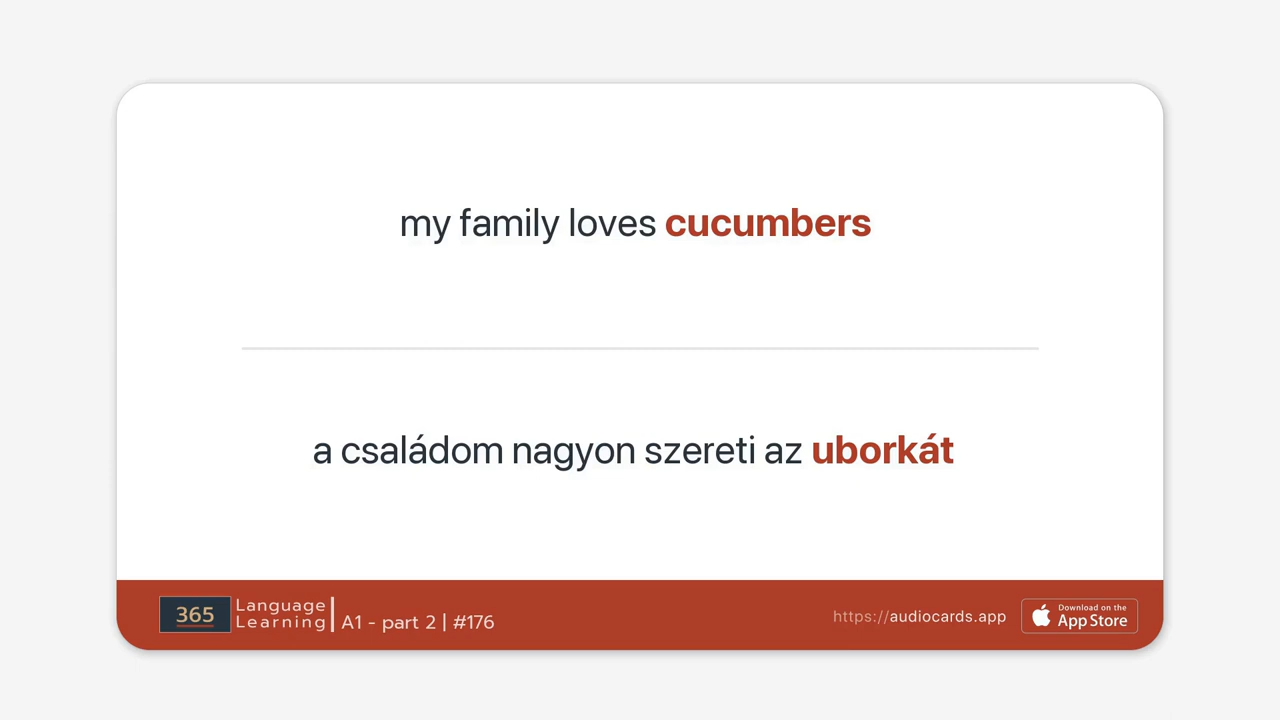 my family loves cucumbers
a családom nagyon szereti az uborkát
365
Language
Learning
A1 - part 2 | #176
https://audiocards.app
Download on the
App Store